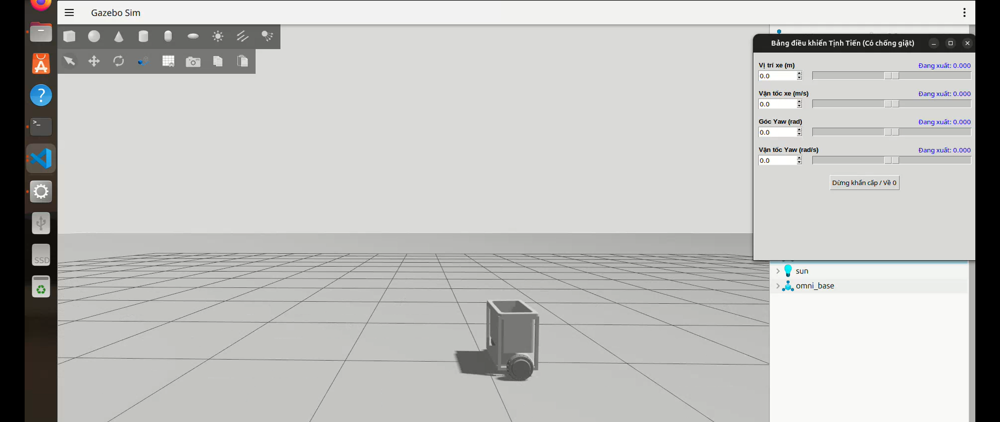 Gazebo Sim
Bảng điều khiển Tịnh Tiến (Có chống giật)
Vị trí xe (m)
Đang xuất: 0.000
0.0
Vận tốc xe (m/s)
Đang xuất: 0.000
0.0
Góc Yaw (rad)
Đang xuất: 0.000
0.0
Vận tốc Yaw (rad/s)
Đang xuất: 0.000
0.0
Dừng khẩn cấp / Về 0
SSD
sun
omni_base